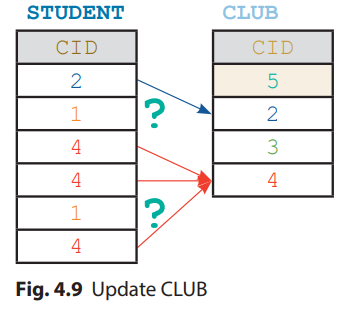 STUDENT CLUB
CID CID
2 5
1 ? 2
4 3
4 4
1 ?
4
Fig. 4.9 Update CLUB